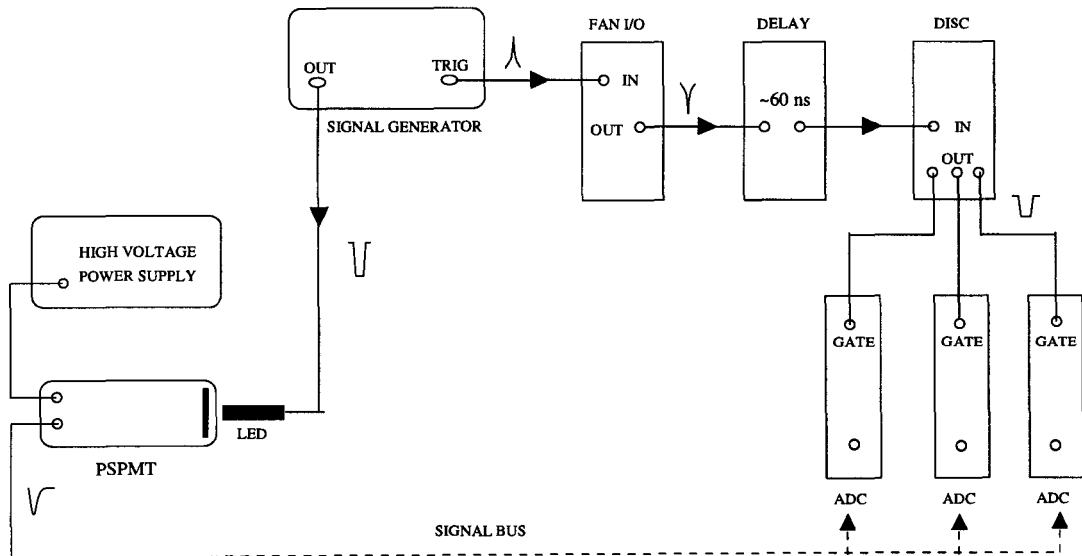 FAN I/O
DELAY
DISC
OUT
TRIG
IN
~60 ns
SIGNAL GENERATOR
OUT
IN
OUT
HIGH VOLTAGE
POWER SUPPLY
GATE
GATE
GATE
LED
PSPMT
ADC
ADC
ADC
SIGNAL BUS